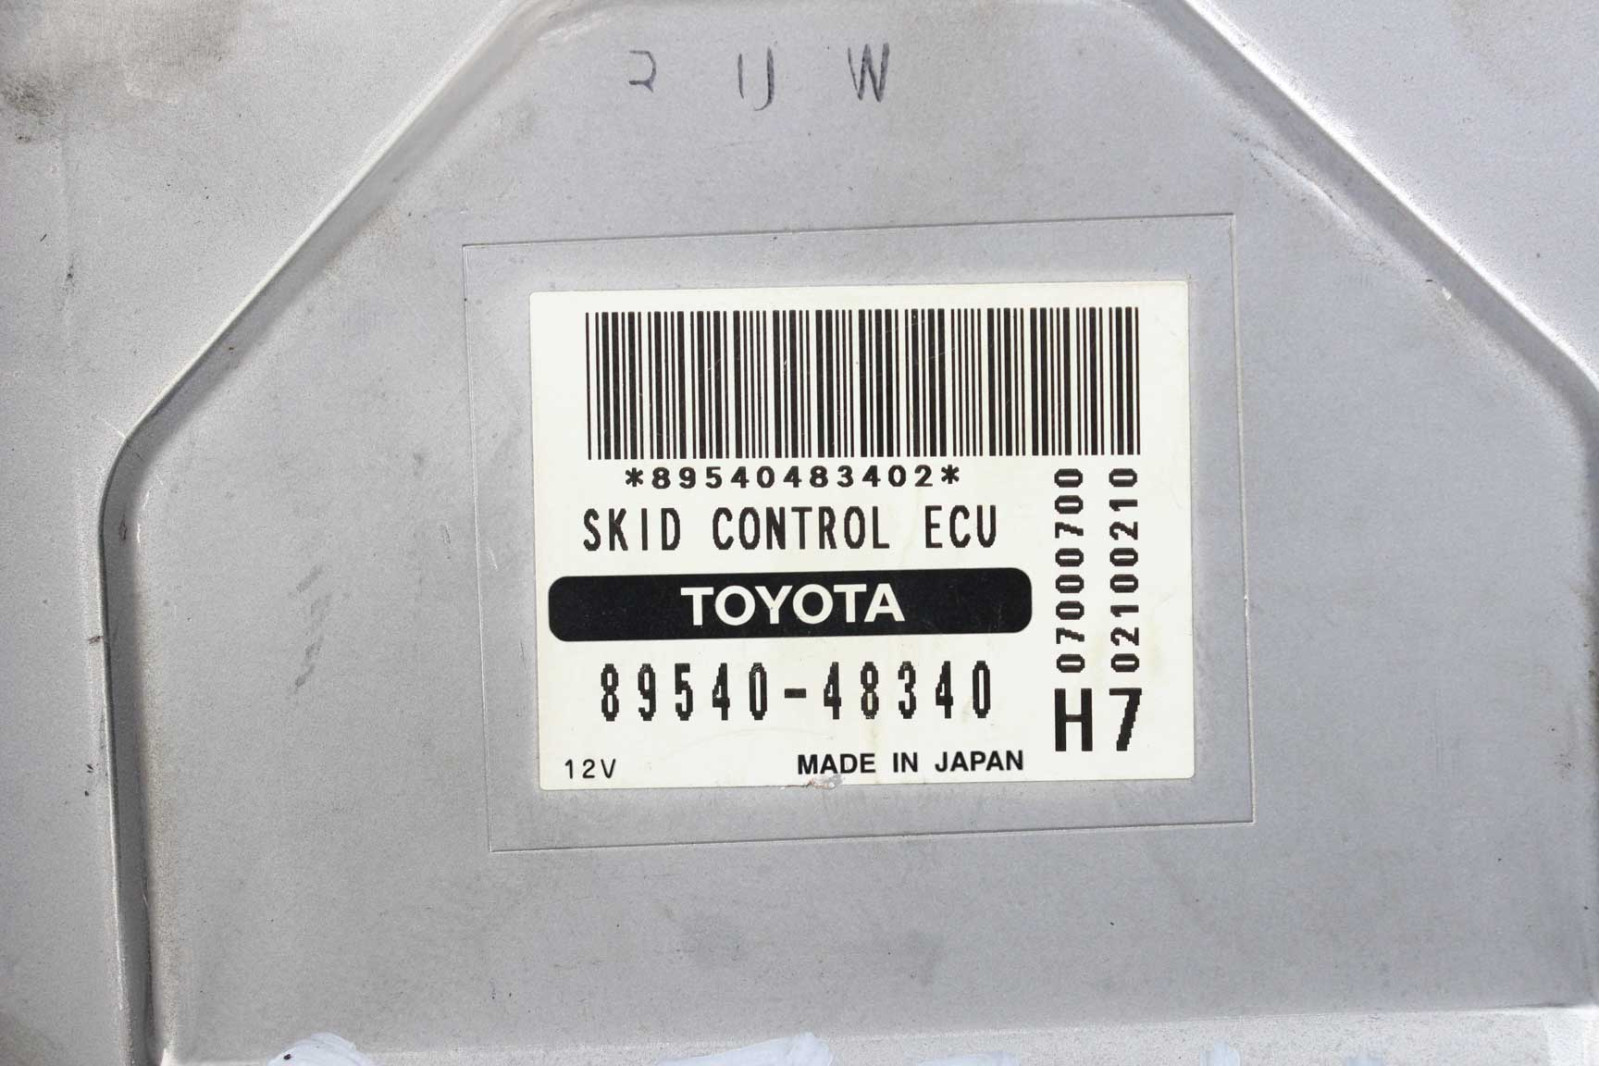 *89540483402*
SKID CONTROL ECU
TOYOTA
89540-48340
12V MADE IN JAPAN
07000700
02100210
H7